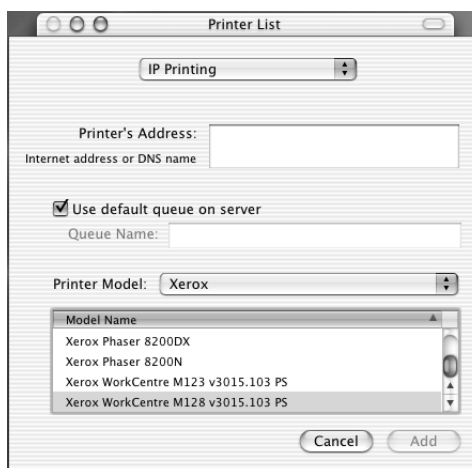 Printer List
IP Printing
Printer's Address:
Internet address or DNS name
Use default queue on server
Queue Name:
Printer Model: Xerox
Model Name
Xerox Phaser 8200DX
Xerox Phaser 8200N
Xerox WorkCentre M123 v3015.103 PS
Xerox WorkCentre M128 v3015.103 PS
Cancel Add